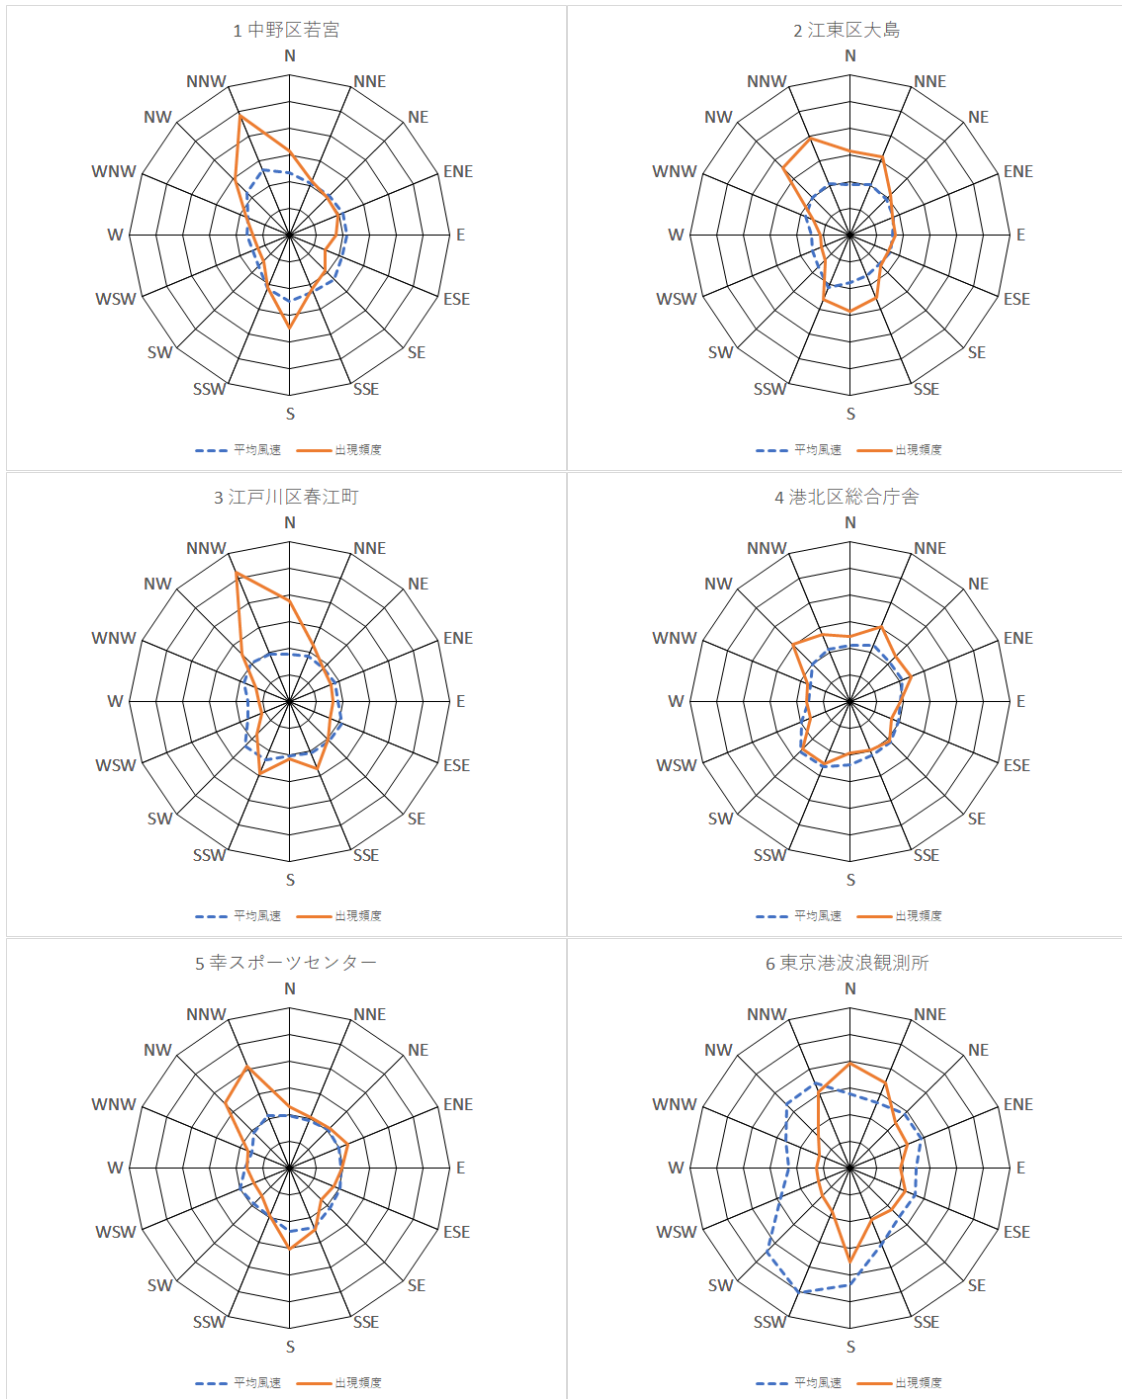 1 中野区若宮
N
NNW NNE
NW NE
WNW ENE
W E
WSW ESE
SW SE
SSW SSE
S
平均風速 出現頻度
2 江東区大島
N
NNW NNE
NW NE
WNW ENE
W E
WSW ESE
SW SE
SSW SSE
S
平均風速 出現頻度
3 江戸川区春江町
N
NNW NNE
NW NE
WNW ENE
W E
WSW ESE
SW SE
SSW SSE
S
平均風速 出現頻度
4 港北区総合庁舎
N
NNW NNE
NW NE
WNW ENE
W E
WSW ESE
SW SE
SSW SSE
S
平均風速 出現頻度
5 幸スポーツセンター
N
NNW NNE
NW NE
WNW ENE
W E
WSW ESE
SW SE
SSW SSE
S
平均風速 出現頻度
6 東京港波浪観測所
N
NNW NNE
NW NE
WNW ENE
W E
WSW ESE
SW SE
SSW SSE
S
平均風速 出現頻度